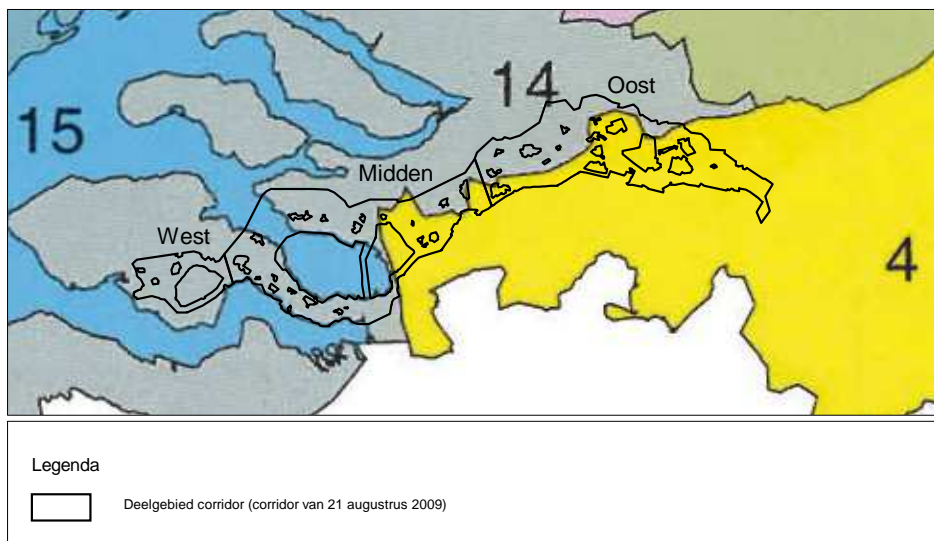 14
Oost
15
Midden
West
4
Legenda
Deelgebied corridor (corridor van 21 augustrus 2009)